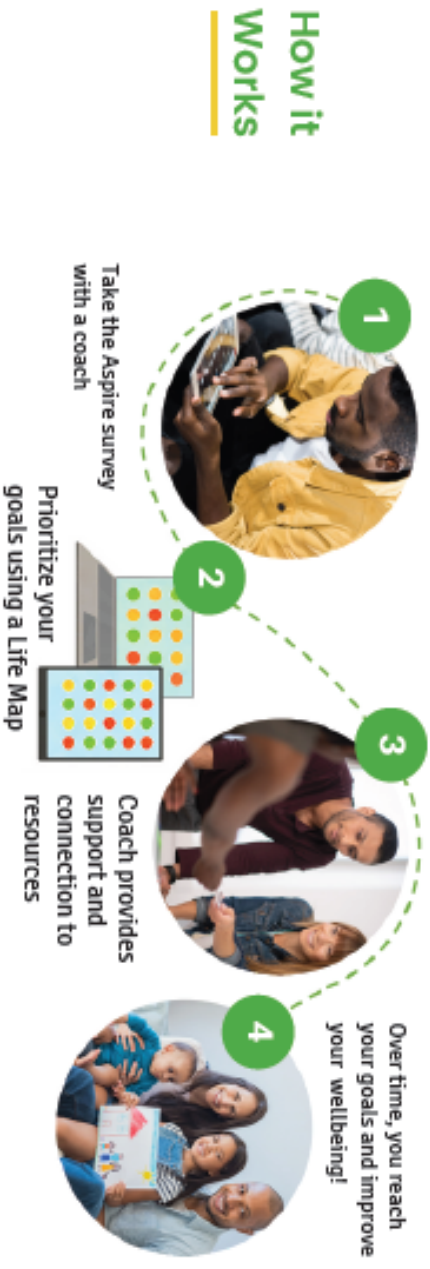 How it
Works
1
Take the Aspire survey
with a coach
2
Prioritize your
goals using a Life Map
3
Coach provides
support and
connection to
resources
4
Over time, you reach
your goals and improve
your wellbeing!